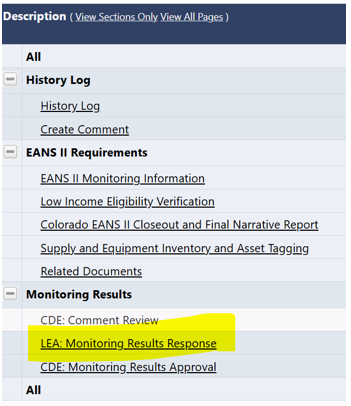 Description ( View Sections Only View All Pages )
All
History Log
History Log
Create Comment
EANS II Requirements
EANS II Monitoring Information
Low Income Eligibility Verification
Colorado EANS II Closeout and Final Narrative Report
Supply and Equipment Inventory and Asset Tagging
Related Documents
Monitoring Results
CDE: Comment Review
LEA: Monitoring Results Response
CDE: Monitoring Results Approval
All